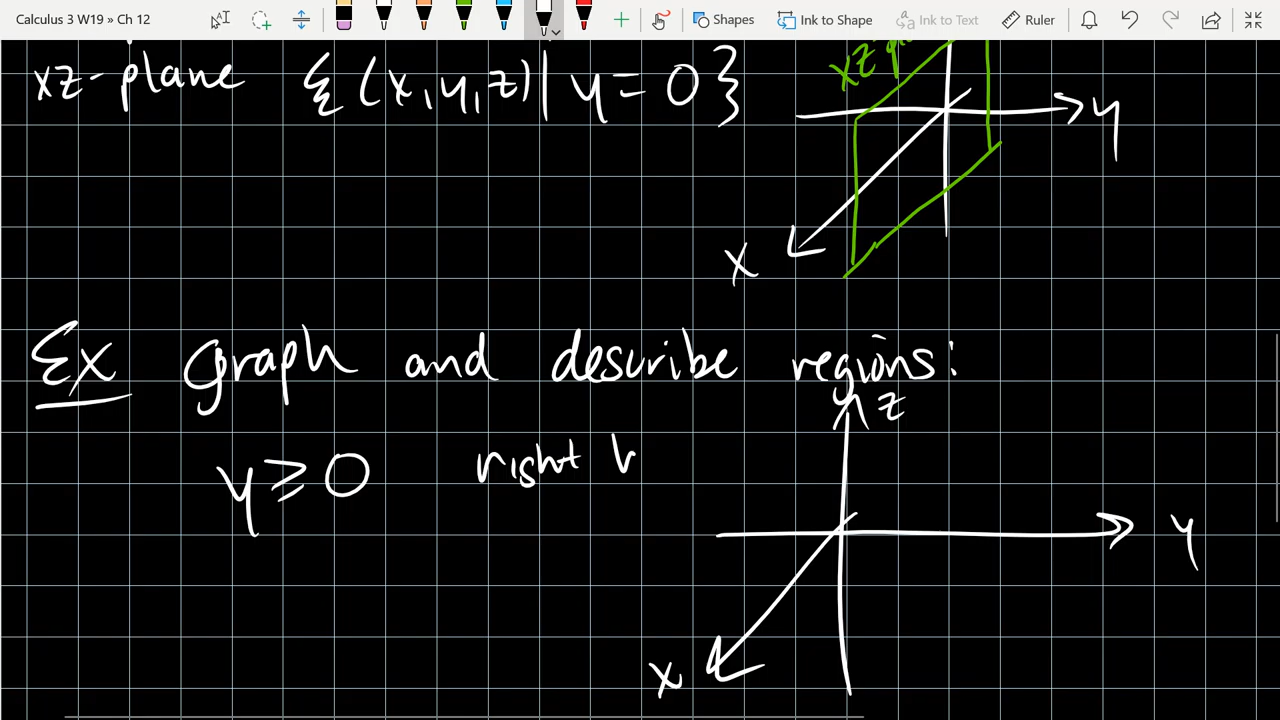 Calculus 3 W19 » Ch 12
Shapes
Ink to Shape
Ink to Text
Ruler
xz-plane {(x,y,z)| y=0}
y
x
Ex Graph and describe regions:
z
y ≥ 0 right
y
x